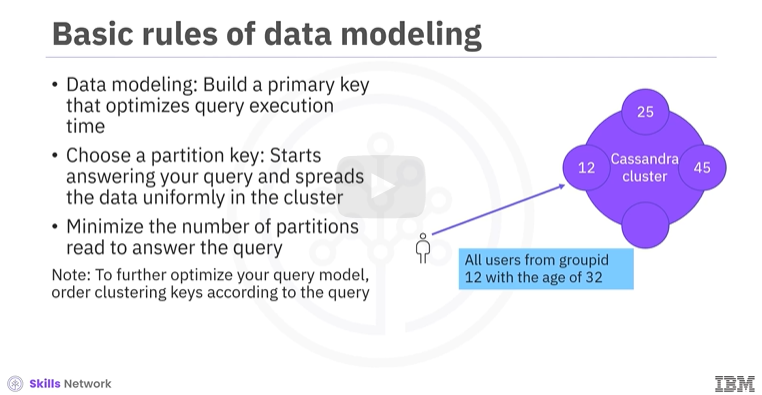 Basic rules of data modeling
• Data modeling: Build a primary key
that optimizes query execution
time
• Choose a partition key: Starts
answering your query and spreads
the data uniformly in the cluster
• Minimize the number of partitions
read to answer the query
Note: To further optimize your query model,
order clustering keys according to the query
25
12
Cassandra
cluster
45
All users from groupid
12 with the age of 32
Skills Network
IBM